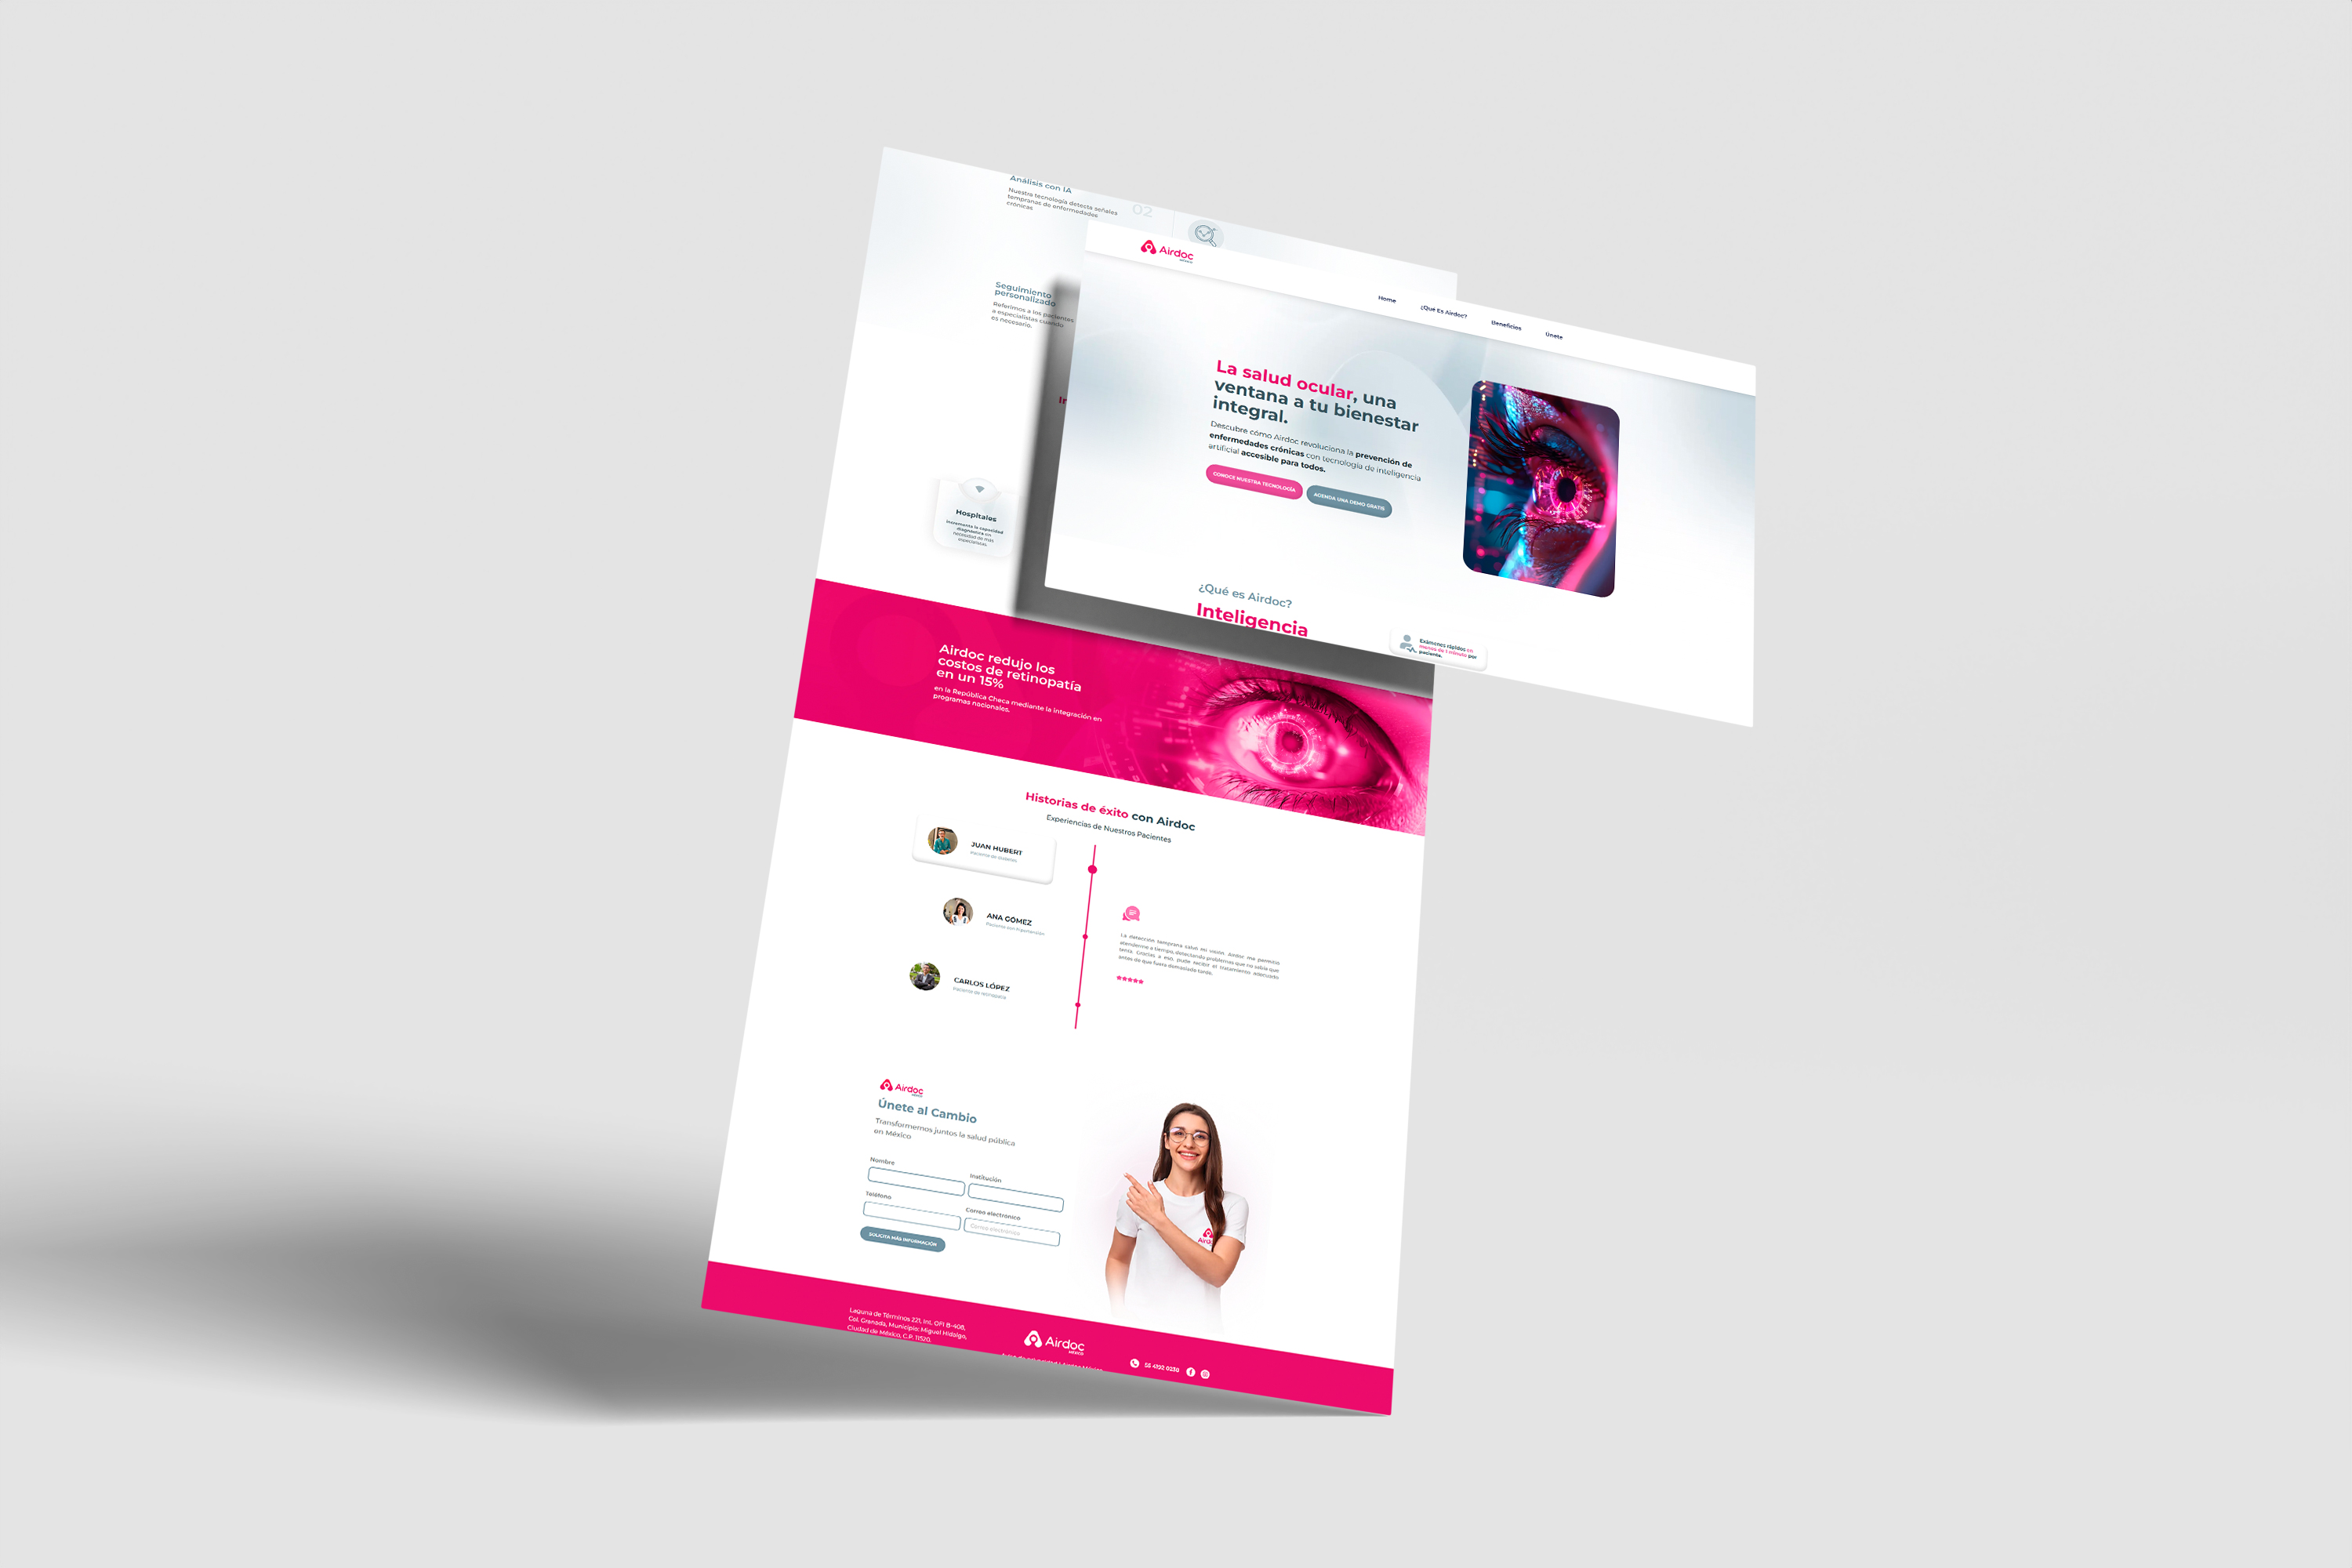 Análisis con IA
Nuestra tecnología detecta señales
tempranas de enfermedades
crónicas.
02
Seguimiento
personalizado
Referimos a los pacientes
a especialistas cuando
es necesario.
Hospitales
Incrementa la capacidad
diagnóstica sin
necesidad de más
especialistas
Airdoc
MÉXICO
Home
¿Qué Es Airdoc?
Beneficios
Únete
La salud ocular, una
ventana a tu bienestar
integral.
Descubre cómo Airdoc revoluciona la prevención de
enfermedades crónicas con tecnología de inteligencia
artificial accesible para todos.
CONOCE NUESTRA TECNOLOGÍA
AGENDA UNA DEMO GRATIS
¿Qué es Airdoc?
Inteligencia
Exámenes rápidos en
menos de 1 minuto por
paciente.
Airdoc redujo los
costos de retinopatía
en un 15%
en la República Checa mediante la integración en
programas nacionales.
Historias de éxito con Airdoc
Experiencias de Nuestros Pacientes
JUAN HUBERT
Paciente de diabetes
ANA GÓMEZ
Paciente con hipertensión
CARLOS LÓPEZ
Paciente de retinopatía
La detección temprana salvó mi visión. Airdoc me permitió
atenderme a tiempo, detectando problemas que no sabía que
tenía. Gracias a eso, pude recibir el tratamiento adecuado
antes de que fuera demasiado tarde.
Airdoc
MÉXICO
Únete al Cambio
Transformemos juntos la salud pública
en México
Nombre
Institución
Teléfono
Correo electronico
Correo electrónico
SOLICITA MÁS INFORMACIÓN
Airdoc
Laguna de Términos 221, Int. OFI B-408,
Col. Granada, Municipio: Miguel Hidalgo,
Ciudad de México, C.P. 11520.
Airdoc
MÉXICO
55 4192 0230